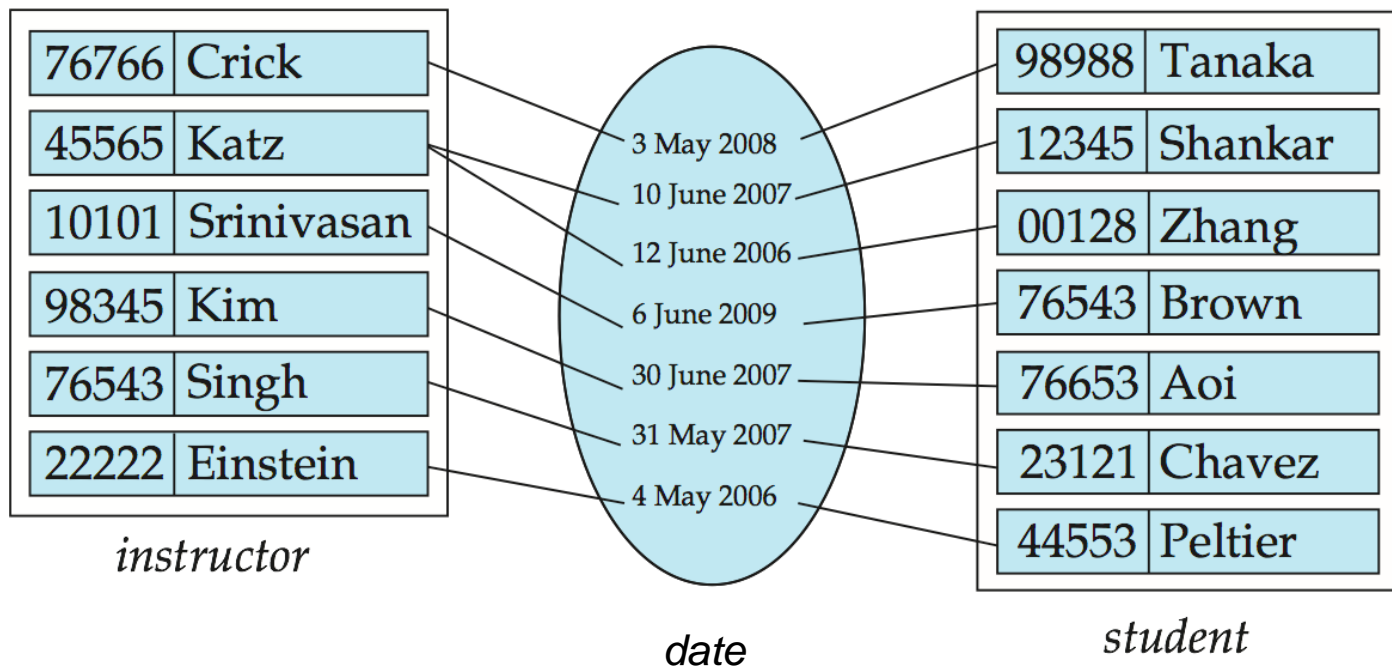 76766 Crick
45565 Katz
10101 Srinivasan
98345 Kim
76543 Singh
22222 Einstein
instructor
3 May 2008
10 June 2007
12 June 2006
6 June 2009
30 June 2007
31 May 2007
4 May 2006
date
98988 Tanaka
12345 Shankar
00128 Zhang
76543 Brown
76653 Aoi
23121 Chavez
44553 Peltier
student